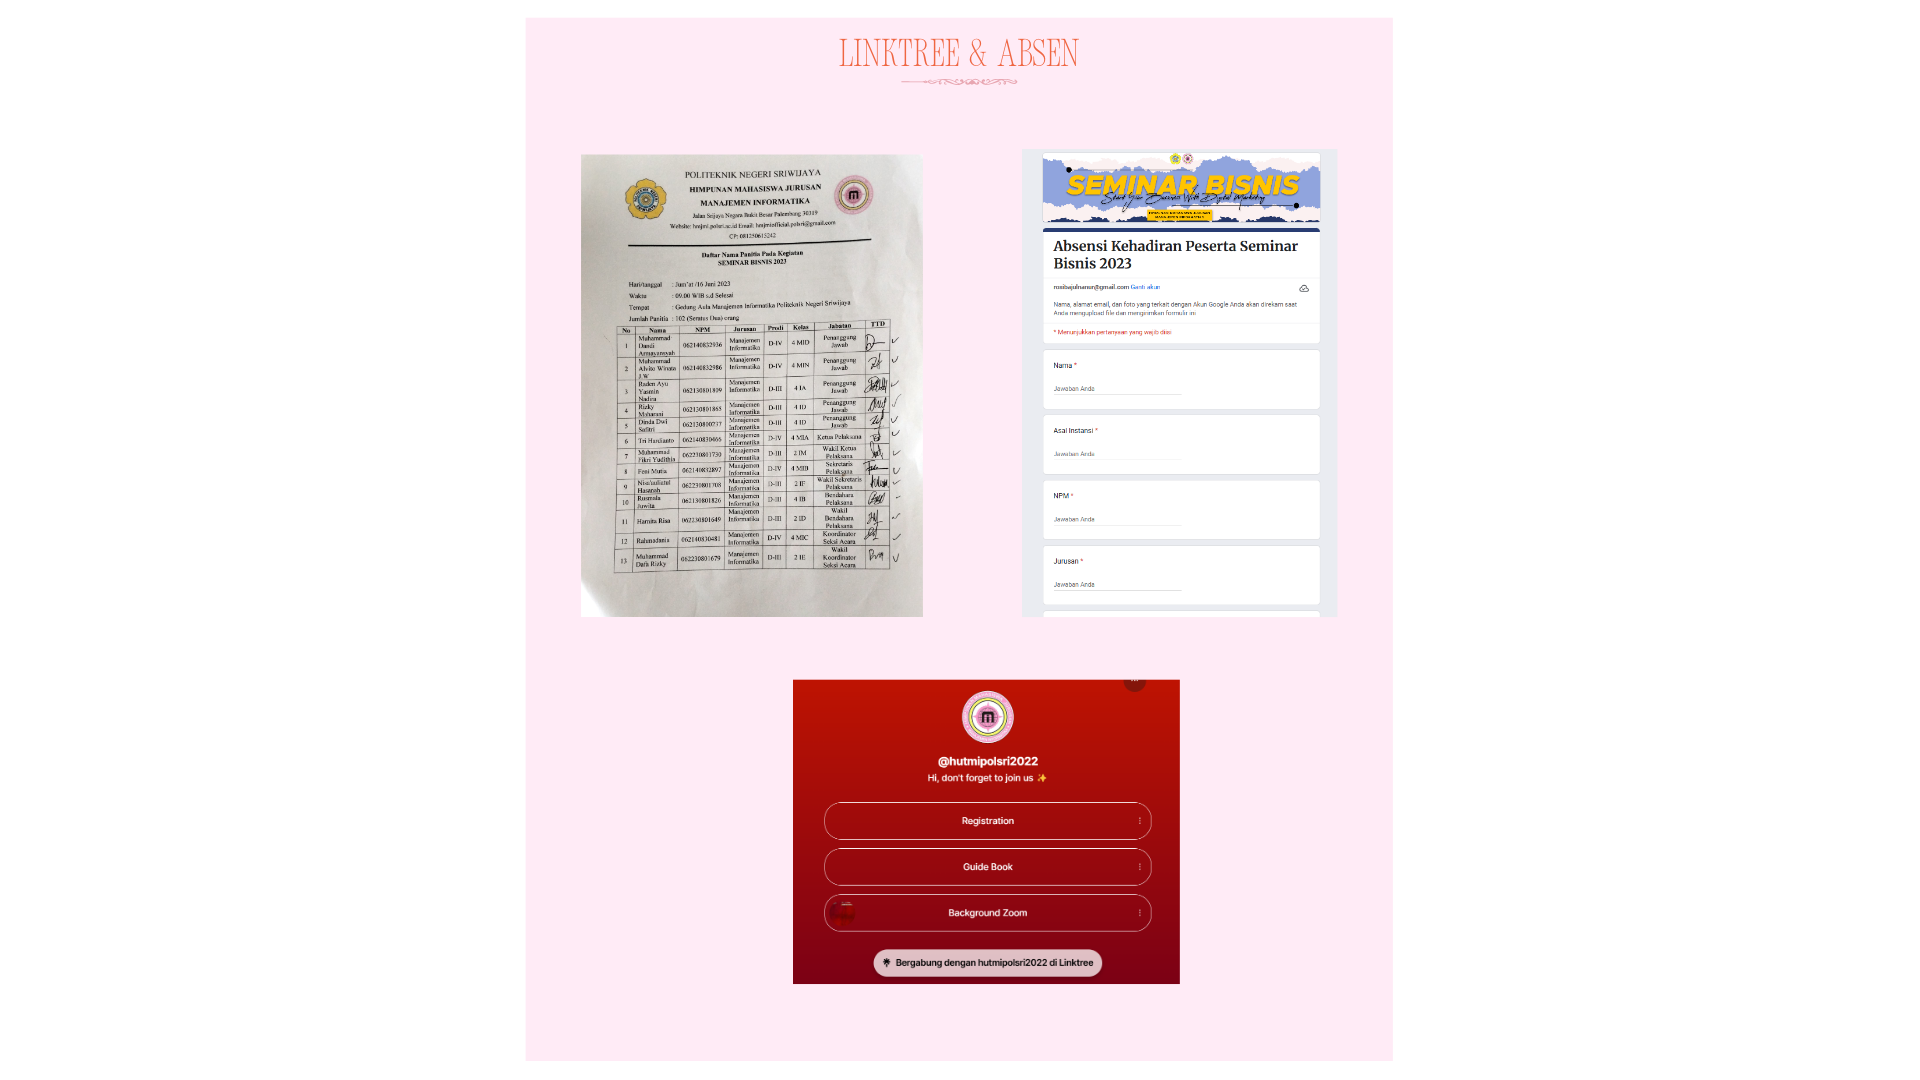 LINKTREE & ABSEN
POLITEKNIK NEGERI SRIWIJAYA
HIMPUNAN MAHASISWA JURUSAN
MANAJEMEN INFORMATIKA
Jalan Srijaya Negara Bukit Besar Palembang 30319
Website: hmjmi.polsri.ac.id Email: hmjmiofficial.polsri@gmail.com
CP: 081250615242
Daftar Nama Panitia Pada Kegiatan
SEMINAR BISNIS 2023
Hari/tanggal : Jum'at /16 Juni 2023
Waktu : 09.00 WIB s.d Selesai
Tempat : Gedung Aula Manajemen Informatika Politeknik Negeri Sriwijaya
Jumlah Panitia : 102 (Seratus Dua) orang
No Nama NPM Jurusan Prodi Kelas Jabatan TTD
1 Muhammad Dandi Armayansyah 062140832936 Manajemen Informatika D-IV 4 MID Penanggung Jawab
2 Muhammad Alvito Winata J.W 062140832986 Manajemen Informatika D-IV 4 MIN Penanggung Jawab
3 Raden Ayu Yasmin Nadira 062130801809 Manajemen Informatika D-III 4 IA Penanggung Jawab
4 Rizky Maharani 062130801865 Manajemen Informatika D-III 4 ID Penanggung Jawab
5 Dinda Dwi Safitri 062130800277 Manajemen Informatika D-III 4 ID Penanggung Jawab
6 Tri Hardianto 062140830466 Manajemen Informatika D-IV 4 MIA Ketua Pelaksana
7 Muhammad Fikri Yudithia 062230801730 Manajemen Informatika D-III 2 IM Wakil Ketua Pelaksana
8 Feni Mutia 062140832897 Manajemen Informatika D-IV 4 MIB Sekretaris Pelaksana
9 Hasanah 062230801708 Manajemen Informatika D-III 2 IF Wakil Sekretaris Pelaksana
10 Rusmala Juwita 062130801826 Manajemen Informatika D-III 4 IB Bendahara Pelaksana
11 Harnita Risa 062230801649 Manajemen Informatika D-III 2 ID Wakil Bendahara Pelaksana
12 Rahmadania 062140830481 Manajemen Informatika D-IV 4 MIC Koordinator Seksi Acara
13 Muhammad Dafa Rizky 062230801679 Manajemen Informatika D-III 2 IE Wakil Koordinator Seksi Acara
SEMINAR BISNIS
Start Your Business With Digital Marketing
HIMPUNAN MAHASISWA JURUSAN
MANAJEMEN INFORMATIKA
Absensi Kehadiran Peserta Seminar
Bisnis 2023
rosibajulnaner@gmail.com Ganti akun
Nama, alamat email, dan foto yang terkait dengan Akun Google Anda akan direkam saat
Anda mengupload file dan mengirimkan formulir ini
* Menunjukkan pertanyaan yang wajib diisi
Nama *
Jawaban Anda
Asal Instansi *
Jawaban Anda
NPM *
Jawaban Anda
Jurusan *
Jawaban Anda
@hutmipolsri2022
Hi, don't forget to join us ✨
Registration
Guide Book
Background Zoom
Bergabung dengan hutmipolsri2022 di Linktree